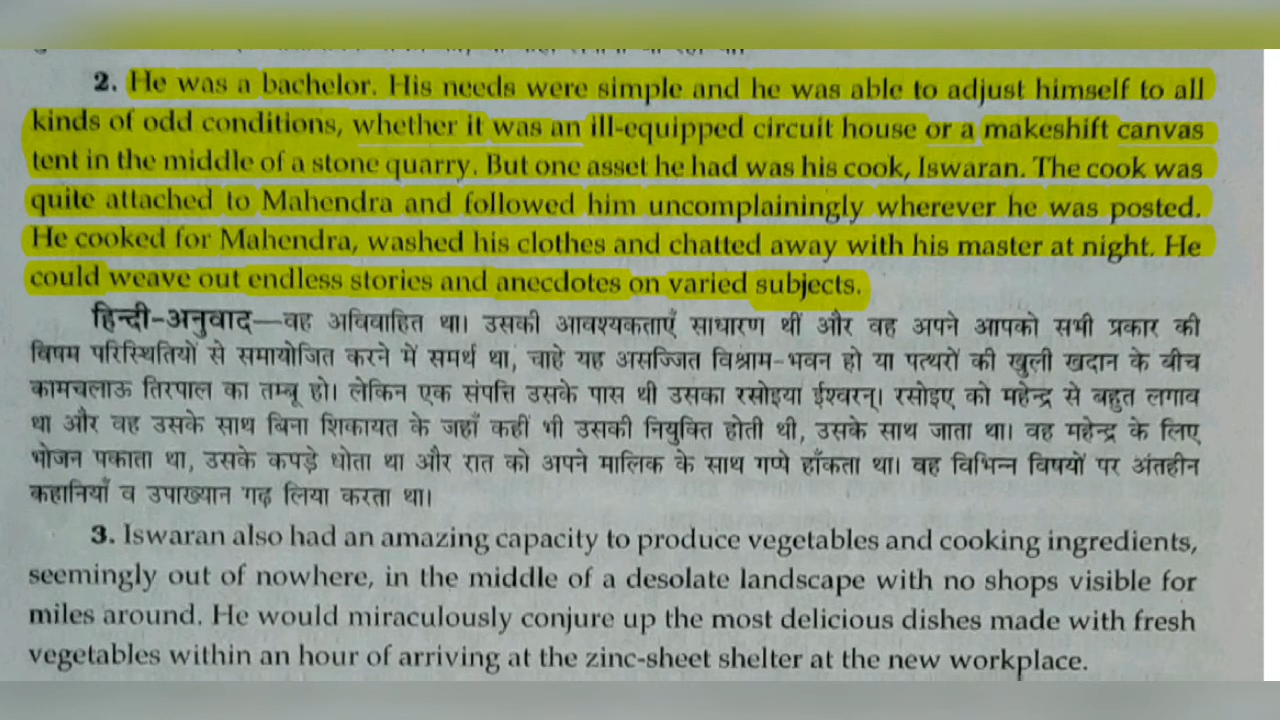 2. He was a bachelor. His needs were simple and he was able to adjust himself to all
kinds of odd conditions, whether it was an ill-equipped circuit house or a makeshift canvas
tent in the middle of a stone quarry. But one asset he had was his cook, Iswaran. The cook was
quite attached to Mahendra and followed him uncomplainingly wherever he was posted.
He cooked for Mahendra, washed his clothes and chatted away with his master at night. He
could weave out endless stories and anecdotes on varied subjects.
हिन्दी-अनुवाद—वह अविवाहित था। उसकी आवश्यकताएँ साधारण थीं और वह अपने आपको सभी प्रकार की
विषम परिस्थितियों से समायोजित करने में समर्थ था, चाहे यह असज्जित विश्राम-भवन हो या पत्थरों की खुली खदान के बीच
कामचलाऊ तिरपाल का तम्बू हो। लेकिन एक संपत्ति उसके पास थी उसका रसोइया ईश्वरन्। रसोइए को महेन्द्र से बहुत लगाव
था और वह उसके साथ बिना शिकायत के जहाँ कहीं भी उसकी नियुक्ति होती थी, उसके साथ जाता था। वह महेन्द्र के लिए
भोजन पकाता था, उसके कपड़े धोता था और रात को अपने मालिक के साथ गप्पे हाँकता था। वह विभिन्न विषयों पर अंतहीन
कहानियाँ व उपाख्यान गढ़ लिया करता था।
3. Iswaran also had an amazing capacity to produce vegetables and cooking ingredients,
seemingly out of nowhere, in the middle of a desolate landscape with no shops visible for
miles around. He would miraculously conjure up the most delicious dishes made with fresh
vegetables within an hour of arriving at the zinc-sheet shelter at the new workplace.